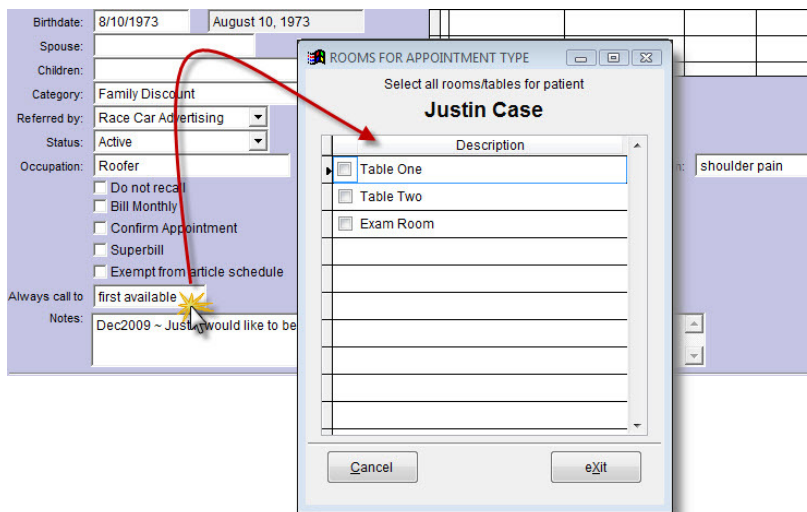 Birthdate: 8/10/1973 August 10, 1973
Spouse:
Children:
Category: Family Discount
Referred by: Race Car Advertising
Status: Active
Occupation: Roofer
Do not recall
Bill Monthly
Confirm Appointment
Superbill
Exempt from article schedule
Always call to first available
Notes: Dec2009 ~ Just would like to be
ROOMS FOR APPOINTMENT TYPE
Select all rooms/tables for patient
Justin Case
Description
Table One
Table Two
Exam Room
Cancel eXit
shoulder pain